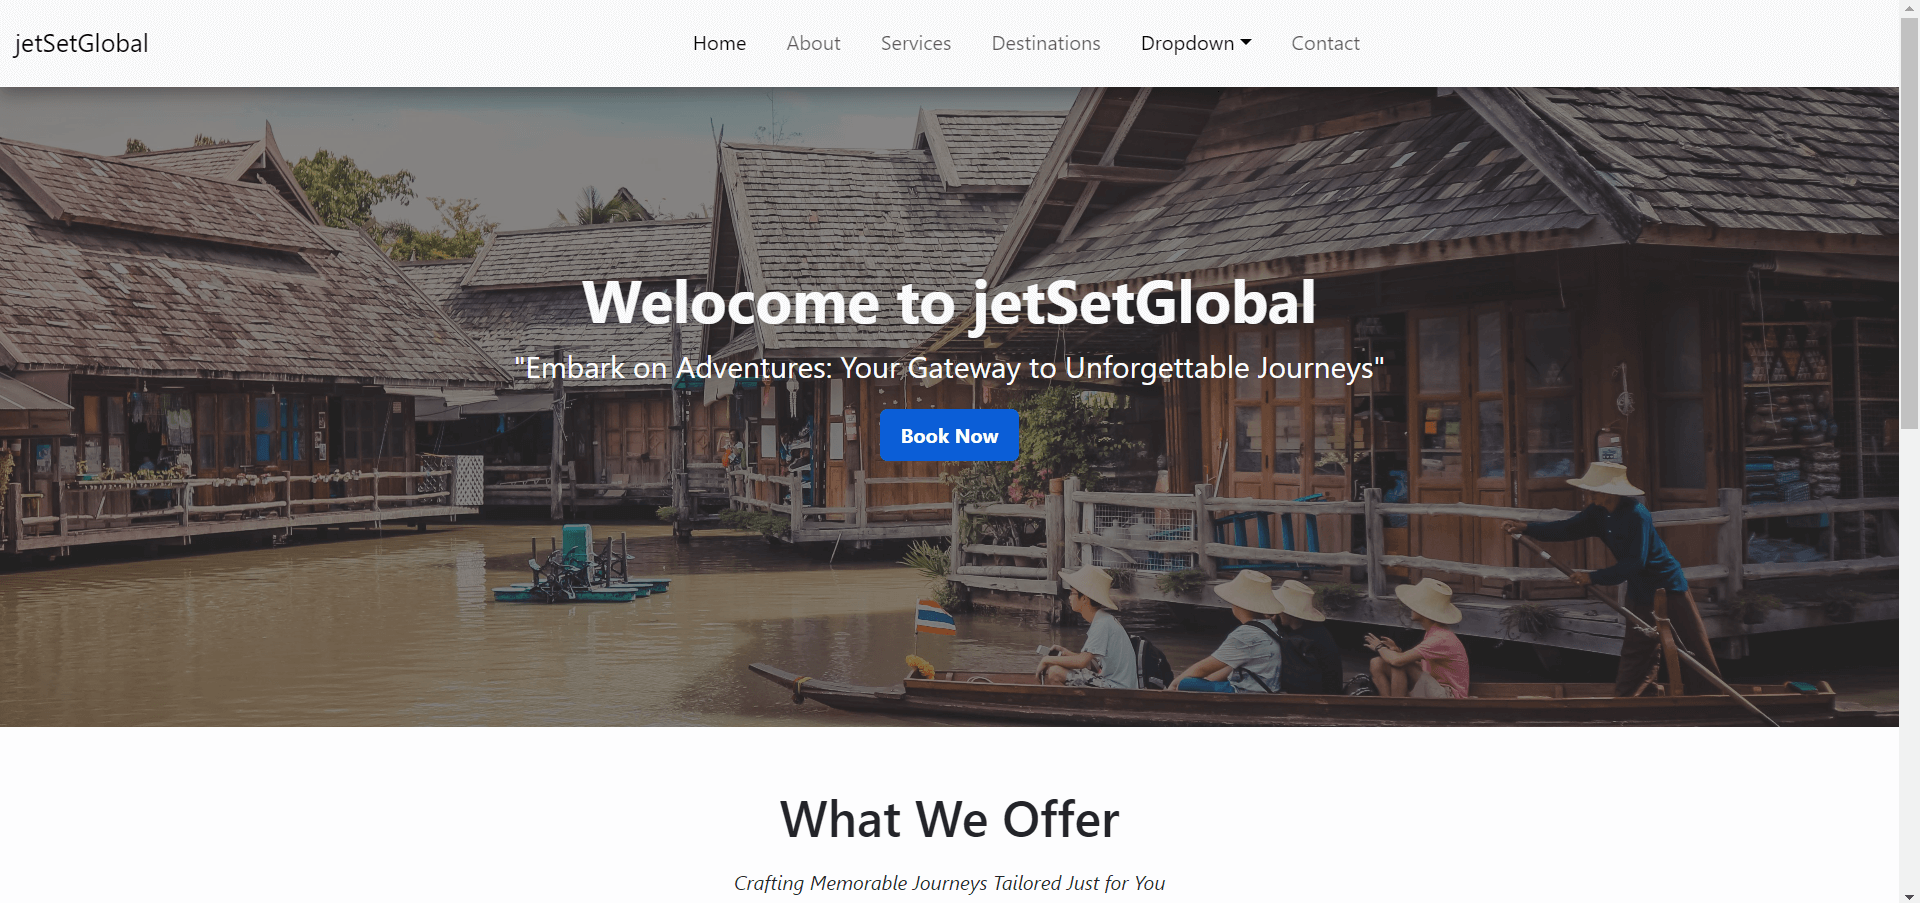 jetSetGlobal
Home About Services Destinations Dropdown Contact
Welocome to jetSetGlobal
"Embark on Adventures: Your Gateway to Unforgettable Journeys"
Book Now
What We Offer
Crafting Memorable Journeys Tailored Just for You